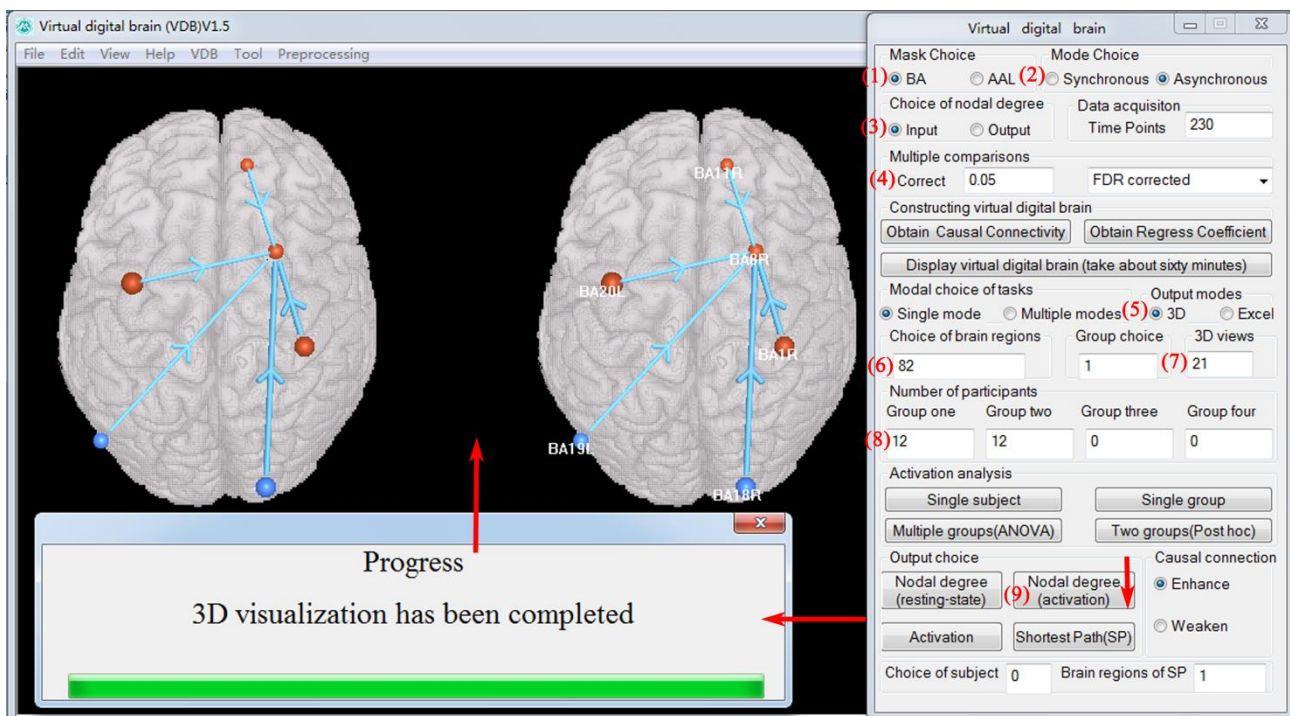 Virtual digital brain (VDB)V1.5
File Edit View Help VDB Tool Preprocessing
BA11R
BA8R
BA20L
BA1R
BA19L
BA18R
Progress
3D visualization has been completed
Virtual digital brain
Mask Choice Mode Choice
(1) BA AAL (2) Synchronous Asynchronous
Choice of nodal degree Data acquisiton
(3) Input Output Time Points 230
Multiple comparisons
(4) Correct 0.05 FDR corrected
Constructing virtual digital brain
Obtain Causal Connectivity Obtain Regress Coefficient
Display virtual digital brain (take about sixty minutes)
Modal choice of tasks Output modes
Single mode Multiple modes (5) 3D Excel
Choice of brain regions Group choice 3D views
(6) 82 1 (7) 21
Number of participants
Group one Group two Group three Group four
(8) 12 12 0 0
Activation analysis
Single subject Single group
Multiple groups(ANOVA) Two groups(Post hoc)
Output choice Causal connection
Nodal degree (resting-state) (9) Nodal degree (activation) Enhance
Activation Shortest Path(SP) Weaken
Choice of subject 0 Brain regions of SP 1